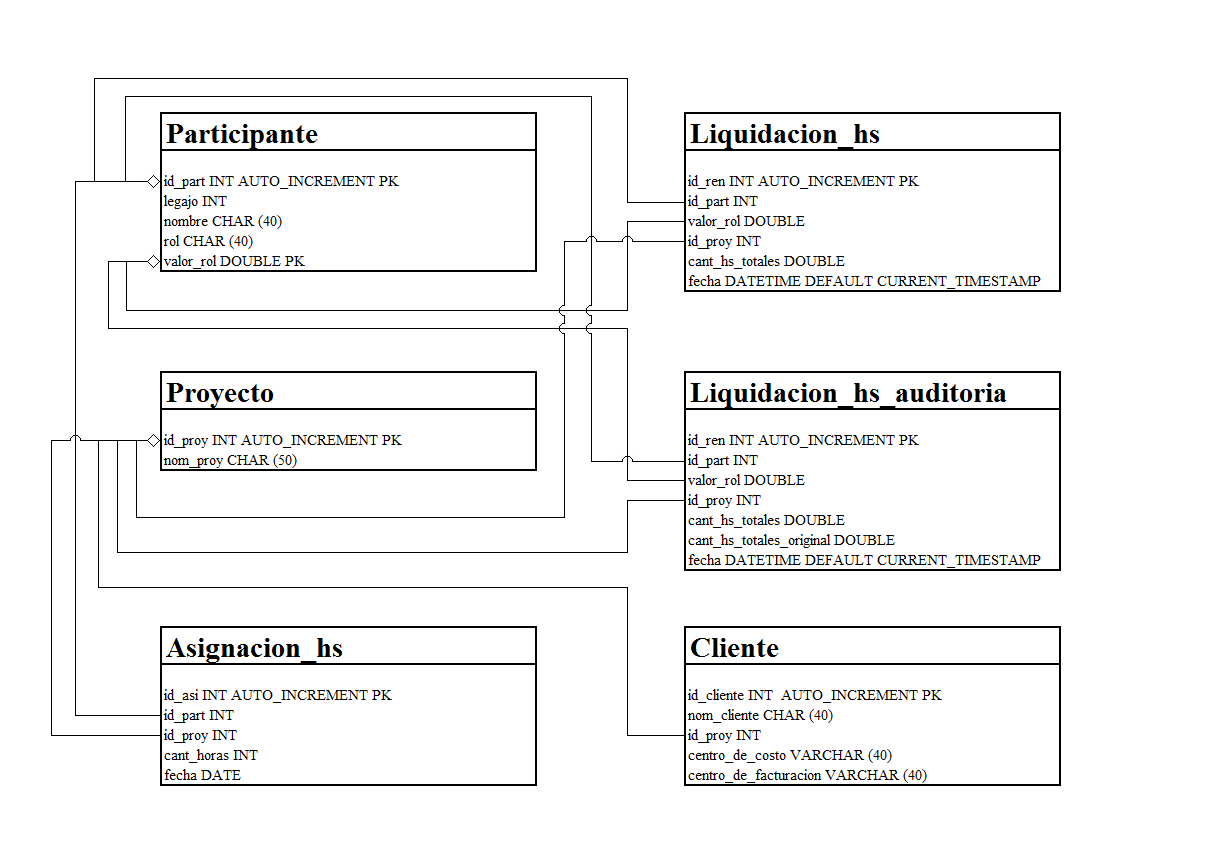 Participante
id_part INT AUTO_INCREMENT PK
legajo INT
nombre CHAR (40)
rol CHAR (40)
valor_rol DOUBLE PK
Liquidacion_hs
id_ren INT AUTO_INCREMENT PK
id_part INT
valor_rol DOUBLE
id_proy INT
cant_hs_totales DOUBLE
fecha DATETIME DEFAULT CURRENT_TIMESTAMP
Proyecto
id_proy INT AUTO_INCREMENT PK
nom_proy CHAR (50)
Liquidacion_hs_auditoria
id_ren INT AUTO_INCREMENT PK
id_part INT
valor_rol DOUBLE
id_proy INT
cant_hs_totales DOUBLE
cant_hs_totales_original DOUBLE
fecha DATETIME DEFAULT CURRENT_TIMESTAMP
Asignacion_hs
id_asi INT AUTO_INCREMENT PK
id_part INT
id_proy INT
cant_horas INT
fecha DATE
Cliente
id_cliente INT  AUTO_INCREMENT PK
nom_cliente CHAR (40)
id_proy INT
centro_de_costo VARCHAR (40)
centro_de_facturacion VARCHAR (40)